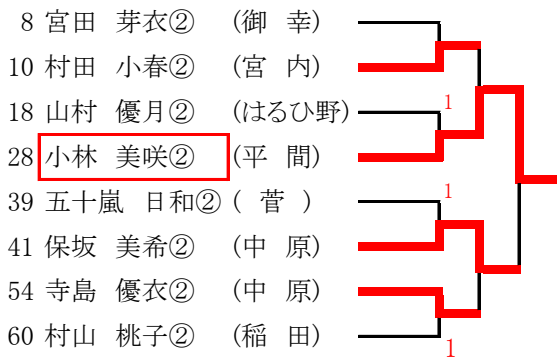 8 宮田 芽衣② (御 幸)
10 村田 小春② (宮 内)
18 山村 優月② (はるひ野) 1
28 小林 美咲② (平 間)
39 五十嵐 日和② ( 菅 ) 1
41 保坂 美希② (中 原)
54 寺島 優衣② (中 原)
60 村山 桃子② (稲 田) 1